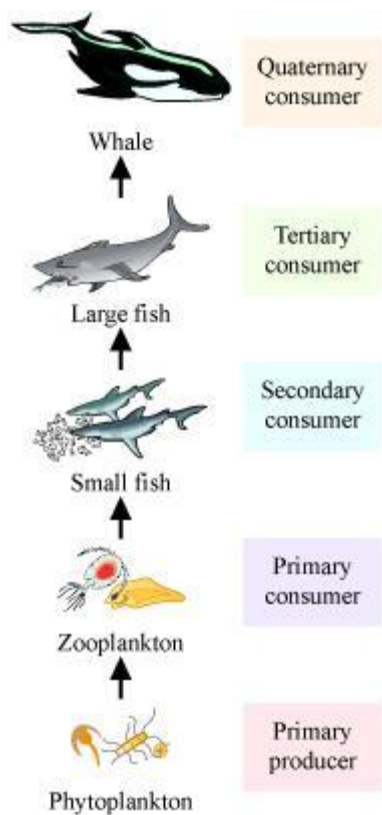 Quaternary
consumer
Whale
Tertiary
consumer
Large fish
Secondary
consumer
Small fish
Primary
consumer
Zooplankton
Primary
producer
Phytoplankton